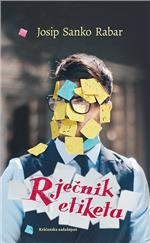 Josip Sanko Rabar
Rječnik
etiketa
Kršćanska sadašnjost